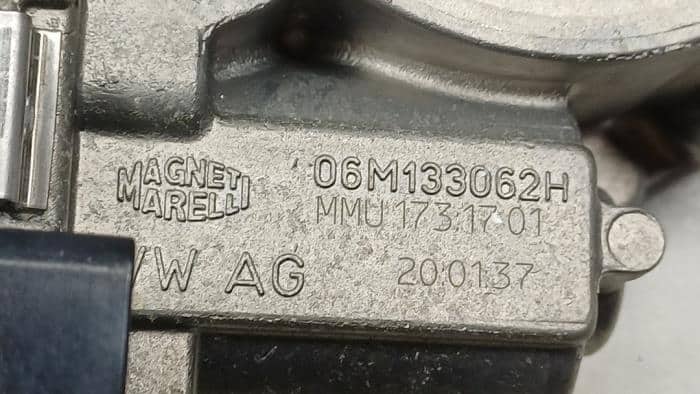 MAGNETI
MARELLI
06M133062H
MMU 173.17.01
VW AG
20.01.37